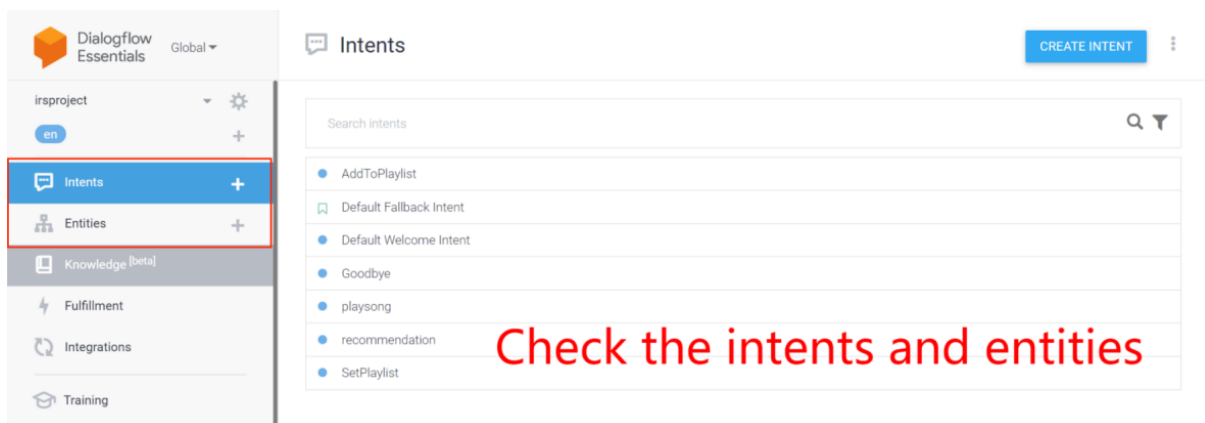 Dialogflow
Essentials
Global
Intents
CREATE INTENT
irsproject
en
Search intents
Intents
Entities
Knowledge [beta]
Fulfillment
Integrations
Training
AddToPlaylist
Default Fallback Intent
Default Welcome Intent
Goodbye
playsong
recommendation
SetPlaylist
Check the intents and entities